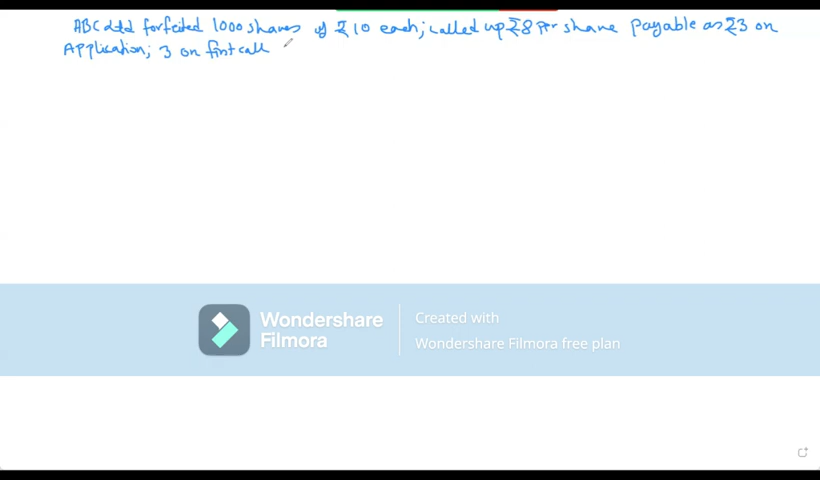 ABC Ltd forfeited 1000 shares of ₹10 each; called up ₹8 Per share Payable as ₹3 on
Application; 3 on first call
Wondershare
Filmora
Created with
Wondershare Filmora free plan